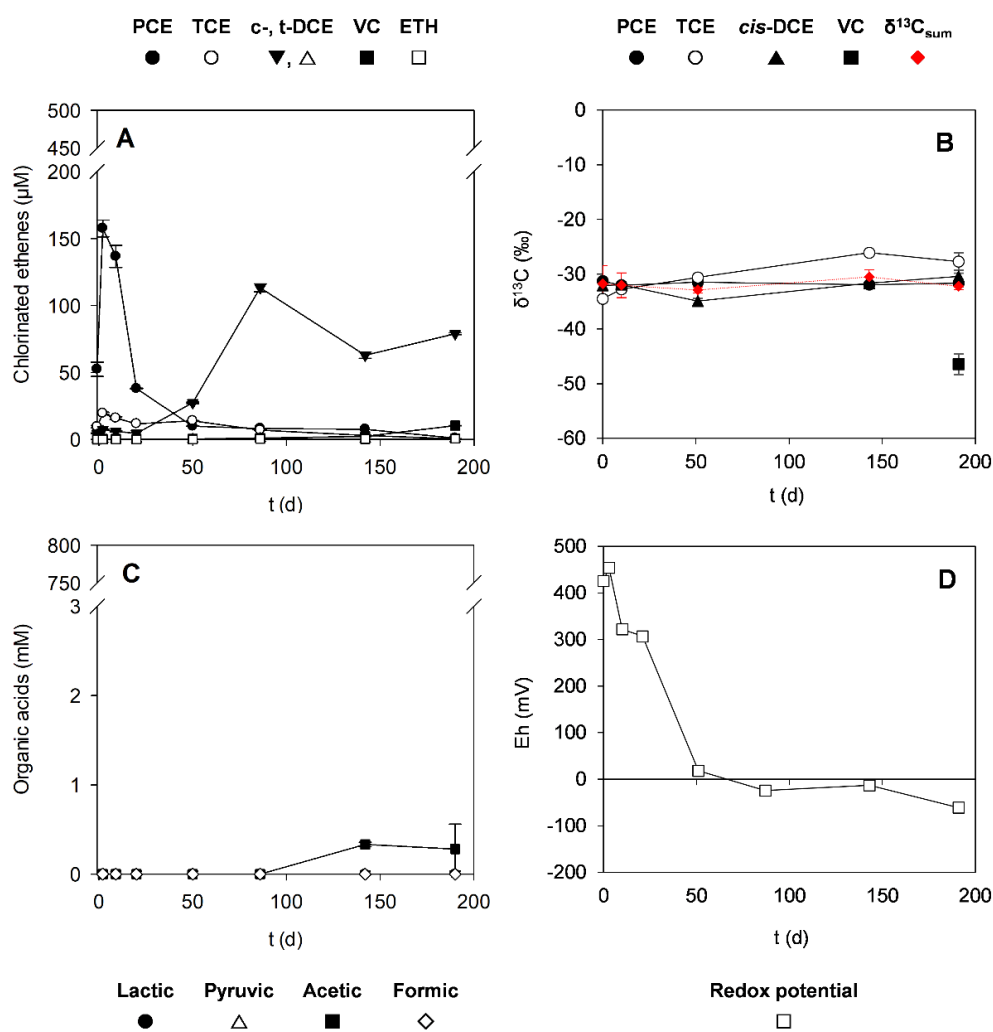 PCE TCE c-, t-DCE VC ETH
●  ○  ▼, △  ■  □
PCE TCE cis-DCE VC δ¹³Csum
●  ○  ▲  ■  ◆
A
500
450
200
150
100
50
0
Chlorinated ethenes (µM)
0 50 100 150 200
t (d)
B
0
-10
-20
-30
-40
-50
-60
δ¹³C (‰)
0 50 100 150 200
t (d)
C
800
750
3
2
1
0
Organic acids (mM)
0 50 100 150 200
t (d)
D
500
400
300
200
100
0
-100
-200
Eh (mV)
0 50 100 150 200
t (d)
Lactic Pyruvic Acetic Formic
●  △  ■  ◇
Redox potential
□